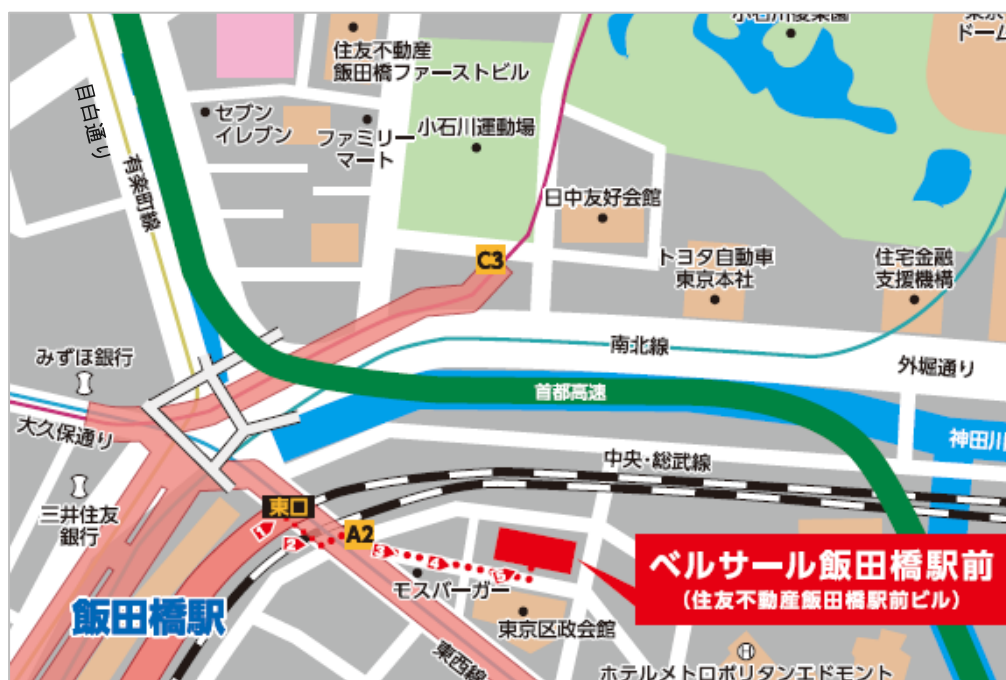 小石川後楽園
東京
ドーム
住友不動産
飯田橋ファーストビル
目白通り
セブン
イレブン
ファミリー
マート
小石川運動場
有楽町線
日中友好会館
C3
トヨタ自動車
東京本社
住宅金融
支援機構
みずほ銀行
南北線
外堀通り
首都高速
大久保通り
神田川
中央・総武線
三井住友
銀行
東口
A2
1
2
3
4
5
モスバーガー
ベルサール飯田橋駅前
(住友不動産飯田橋駅前ビル)
飯田橋駅
東京区政会館
東西線
H
ホテルメトロポリタンエドモント